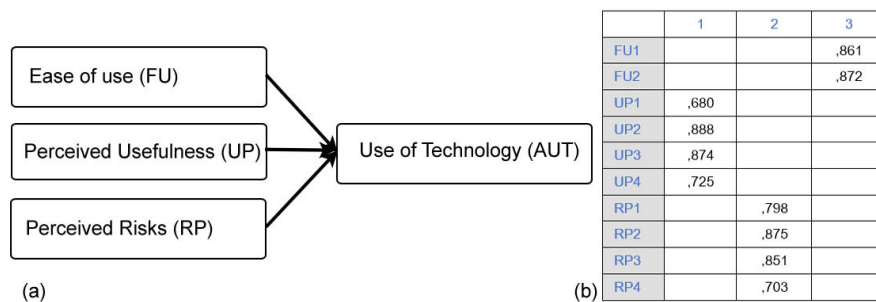 Ease of use (FU)
Perceived Usefulness (UP)
Perceived Risks (RP)
Use of Technology (AUT)
(a)
1 2 3
FU1 ,861
FU2 ,872
UP1 ,680
UP2 ,888
UP3 ,874
UP4 ,725
RP1 ,798
RP2 ,875
RP3 ,851
RP4 ,703
(b)